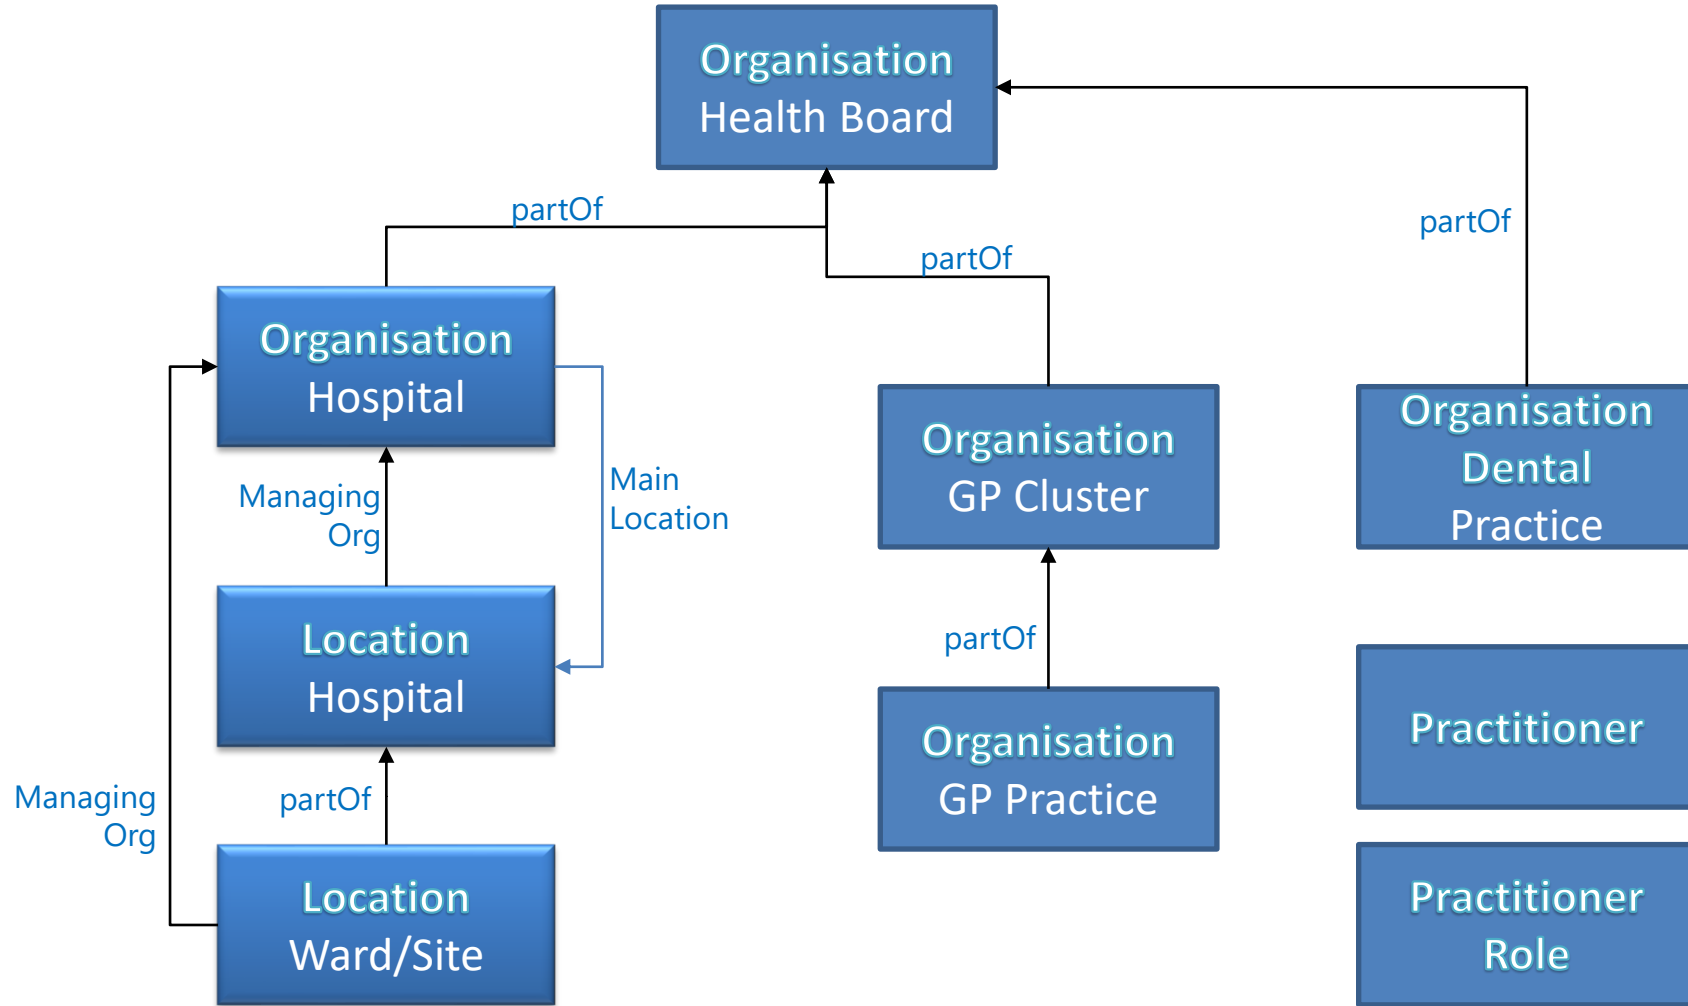 Organisation
Health Board
partOf
partOf
partOf
Organisation
Hospital
Managing
Org
Main
Location
Organisation
GP Cluster
Organisation
Dental
Practice
Location
Hospital
partOf
Organisation
GP Practice
Practitioner
Managing
Org
partOf
Location
Ward/Site
Practitioner
Role